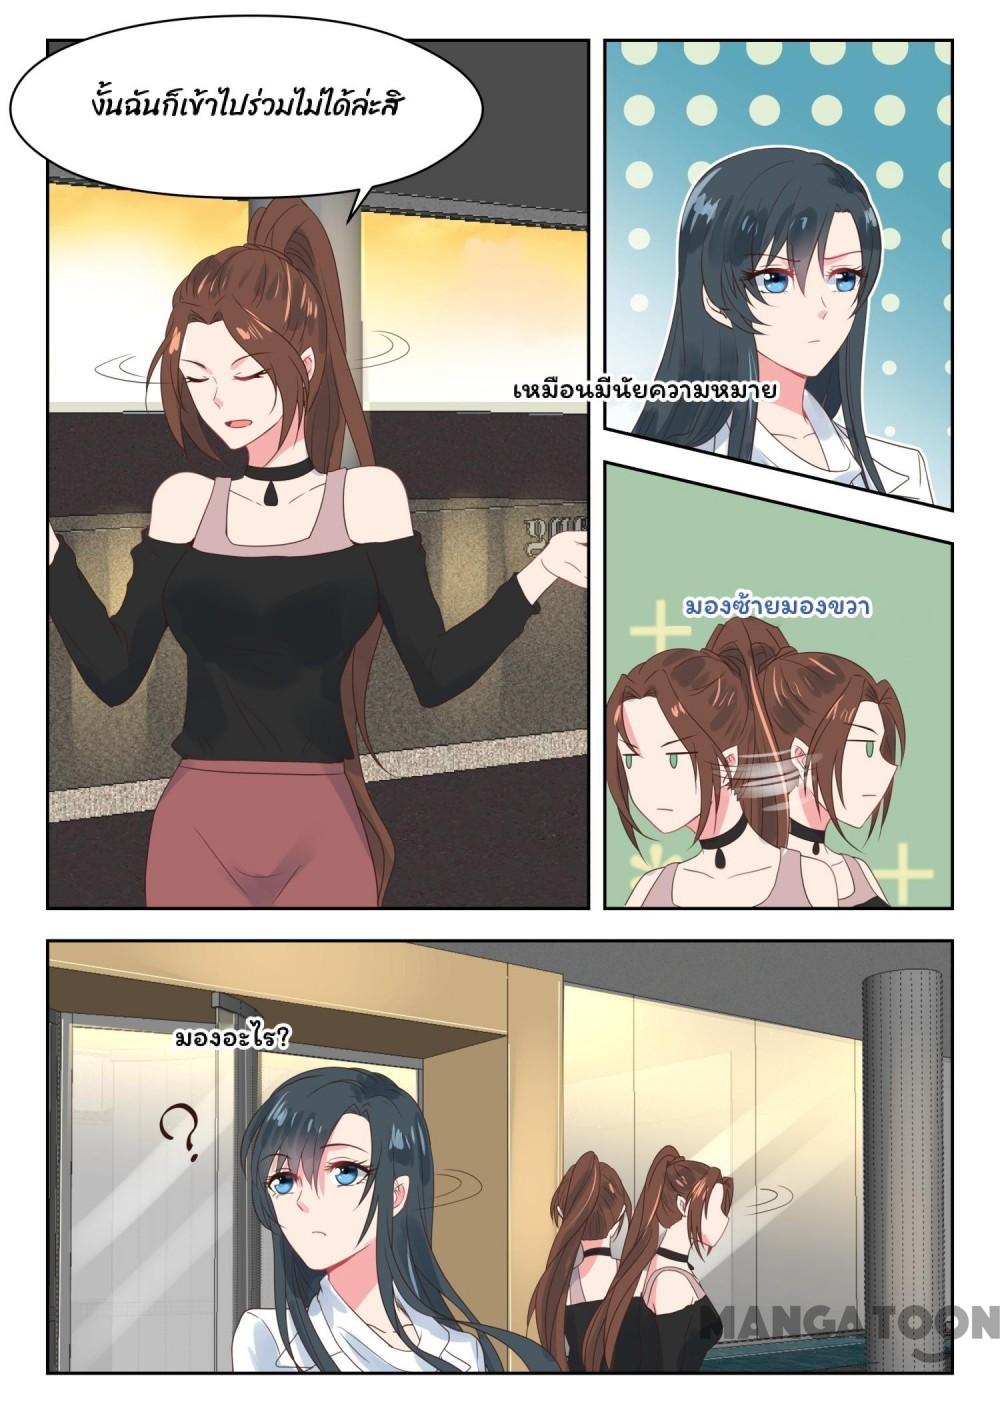 งั้นฉันก็เข้าไปร่วมไม่ได้ล่ะสิ
เหมือนมีนัยความหมาย
มองซ้ายมองขวา
มองอะไร?
?
MANGATOON